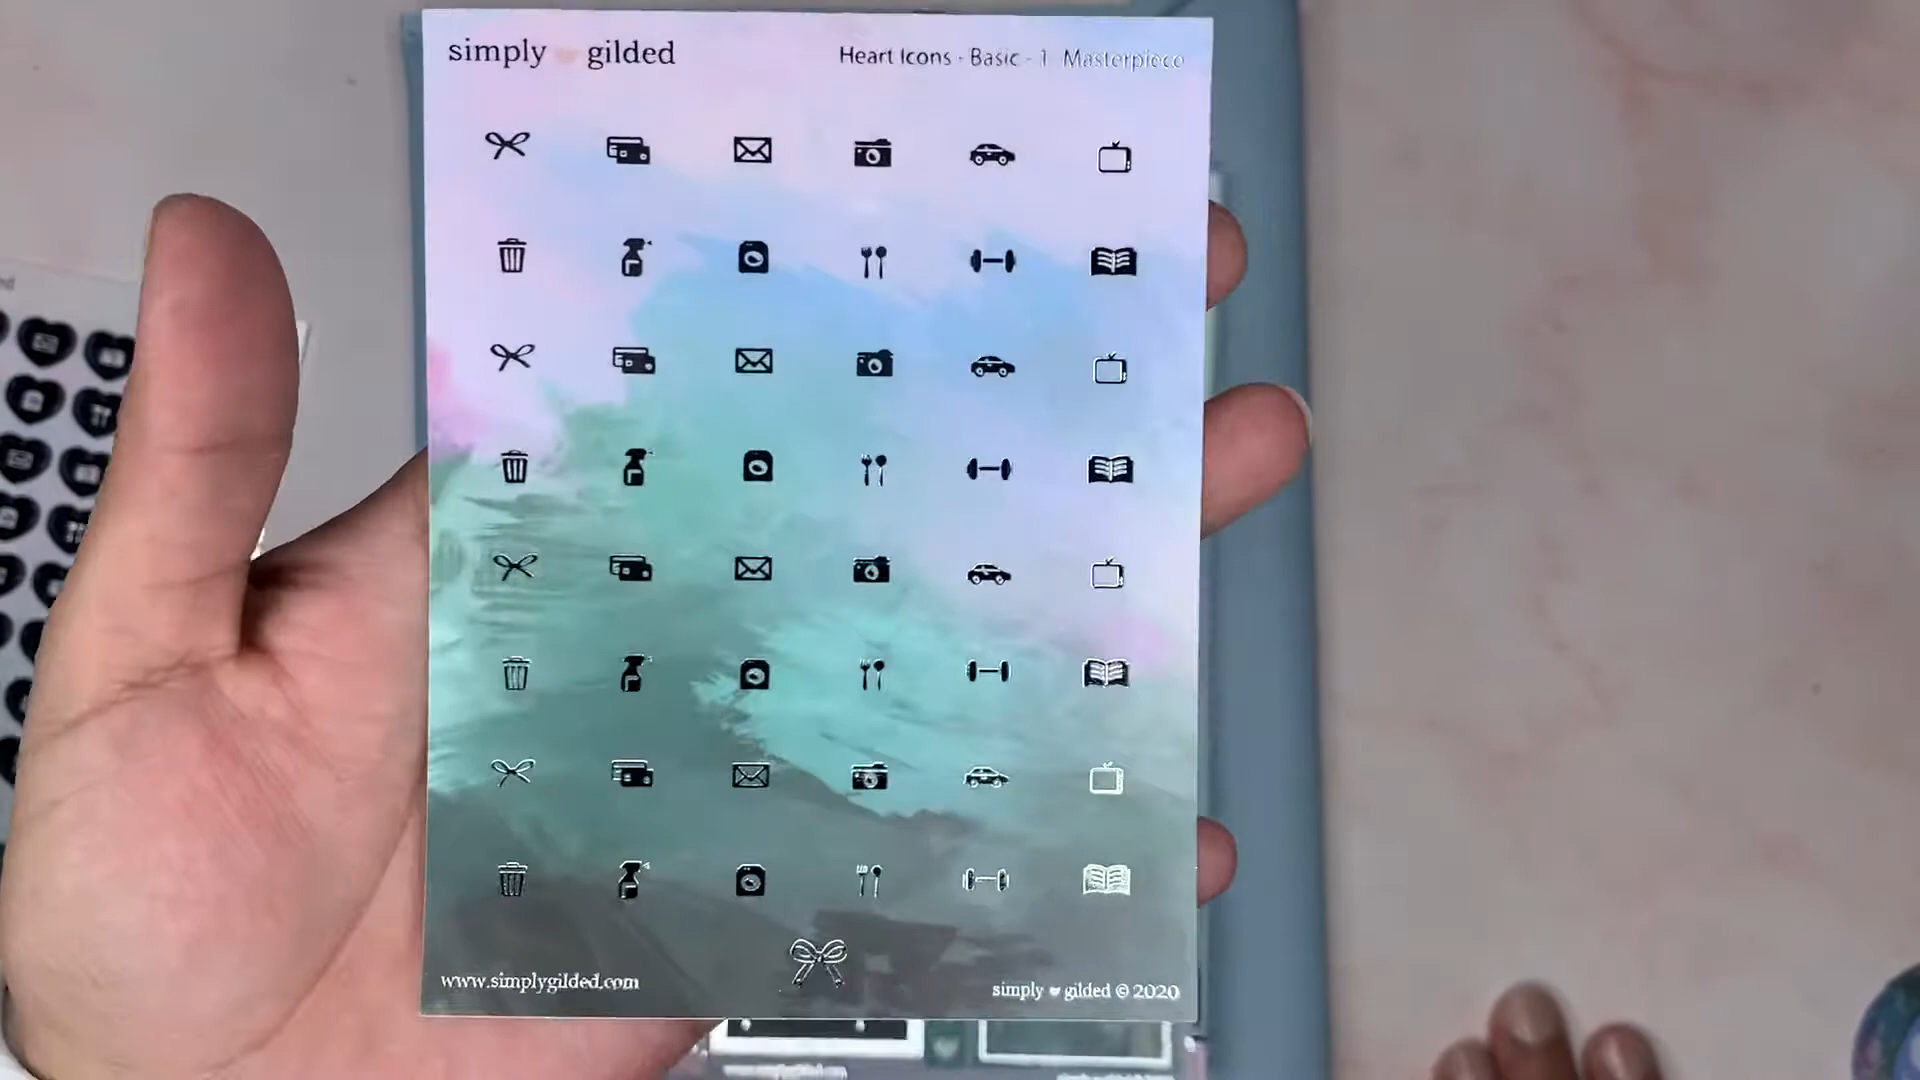 simply gilded
Heart Icons - Basic - 1 Masterpiece
www.simplygilded.com
simply ♥ gilded © 2020